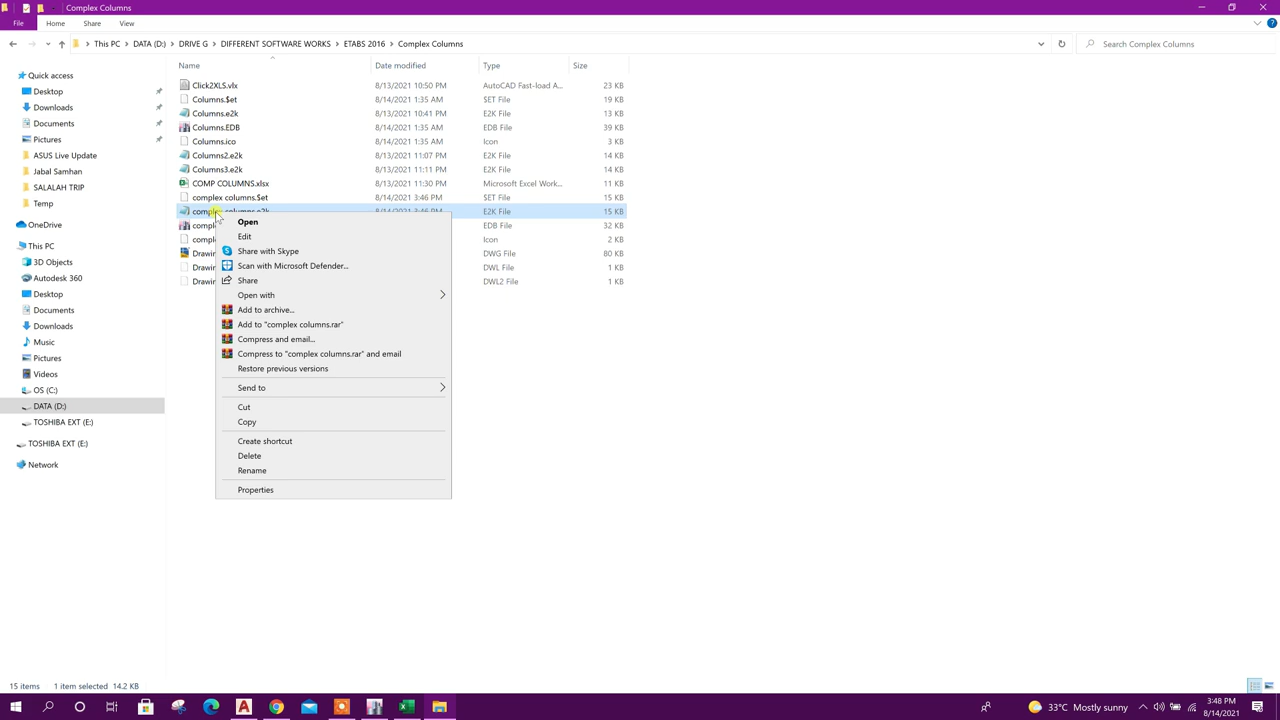 Complex Columns
File Home Share View
This PC DATA (D:) DRIVE G DIFFERENT SOFTWARE WORKS ETABS 2016 Complex Columns
Search Complex Columns
Name Date modified Type Size
Quick access
Desktop
Downloads
Documents
Pictures
ASUS Live Update
Jabal Samhan
SALALAH TRIP
Temp
OneDrive
This PC
3D Objects
Autodesk 360
Desktop
Documents
Downloads
Music
Pictures
Videos
OS (C:)
DATA (D:)
TOSHIBA EXT (E:)
TOSHIBA EXT (E:)
Network
Click2XLS.vlx 8/13/2021 10:50 PM AutoCAD Fast-load A... 23 KB
Columns.$et 8/14/2021 1:35 AM $ET File 19 KB
Columns.e2k 8/13/2021 10:41 PM E2K File 13 KB
Columns.EDB 8/14/2021 1:35 AM EDB File 39 KB
Columns.ico 8/14/2021 1:35 AM Icon 3 KB
Columns2.e2k 8/13/2021 11:07 PM E2K File 14 KB
Columns3.e2k 8/13/2021 11:11 PM E2K File 14 KB
COMP COLUMNS.xlsx 8/13/2021 11:30 PM Microsoft Excel Work... 11 KB
complex columns.$et 8/14/2021 3:46 PM $ET File 15 KB
complex columns.e2k 8/14/2021 3:46 PM E2K File 15 KB
EDB File 32 KB
Icon 2 KB
DWG File 80 KB
DWL File 1 KB
DWL2 File 1 KB
Open
Edit
Share with Skype
Scan with Microsoft Defender...
Share
Open with
Add to archive...
Add to "complex columns.rar"
Compress and email...
Compress to "complex columns.rar" and email
Restore previous versions
Send to
Cut
Copy
Create shortcut
Delete
Rename
Properties
15 items 1 item selected 14.2 KB
33°C Mostly sunny
3:48 PM
8/14/2021